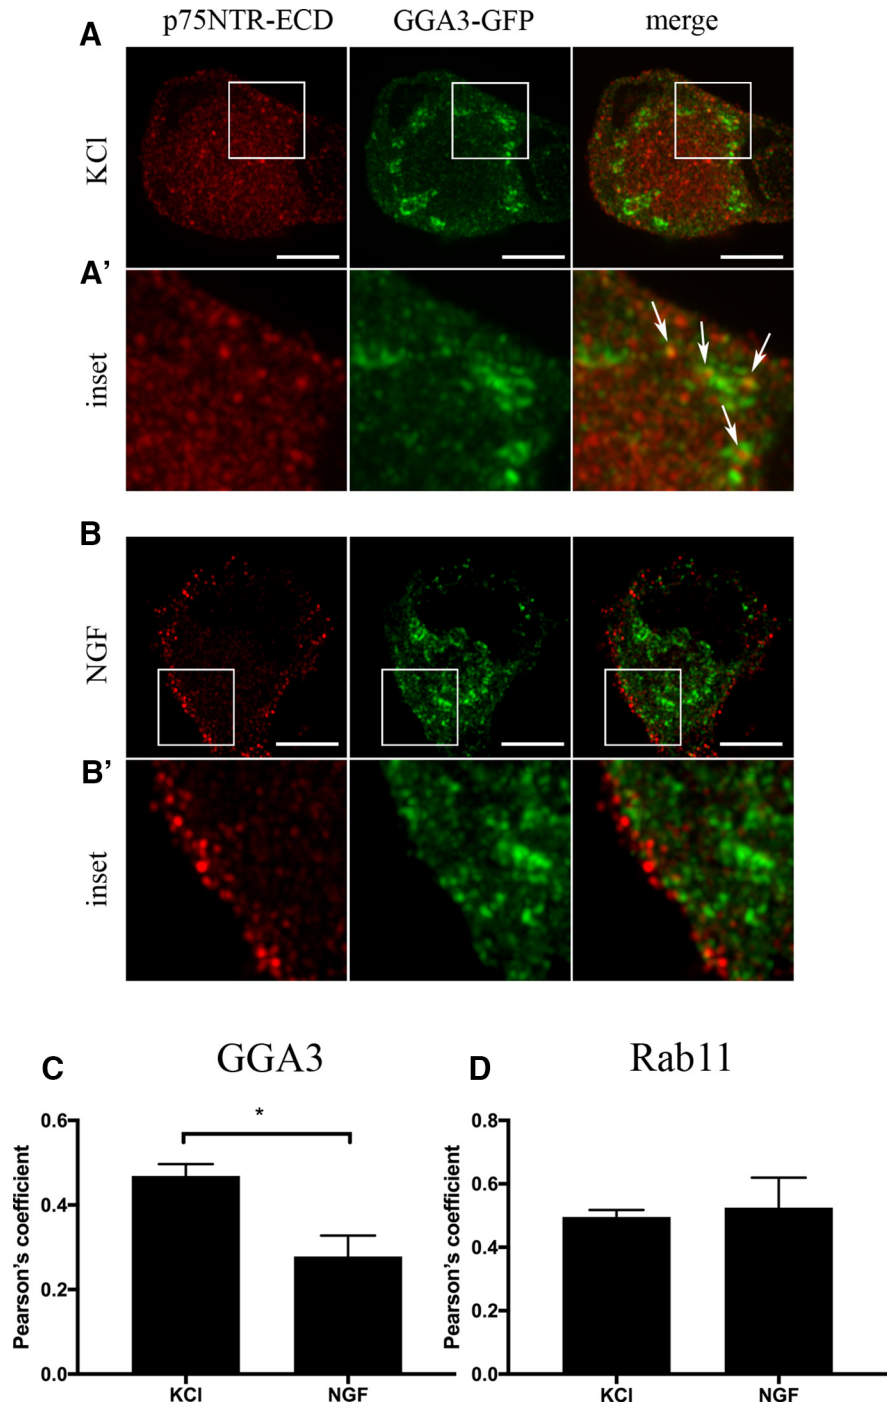 A
p75NTR-ECD GGA3-GFP merge
KCl
A'
inset
B
NGF
B'
inset
C GGA3
*
Pearson's coefficient
0.6
0.4
0.2
0.0
KCl NGF
D Rab11
Pearson's coefficient
0.8
0.6
0.4
0.2
0.0
KCl NGF